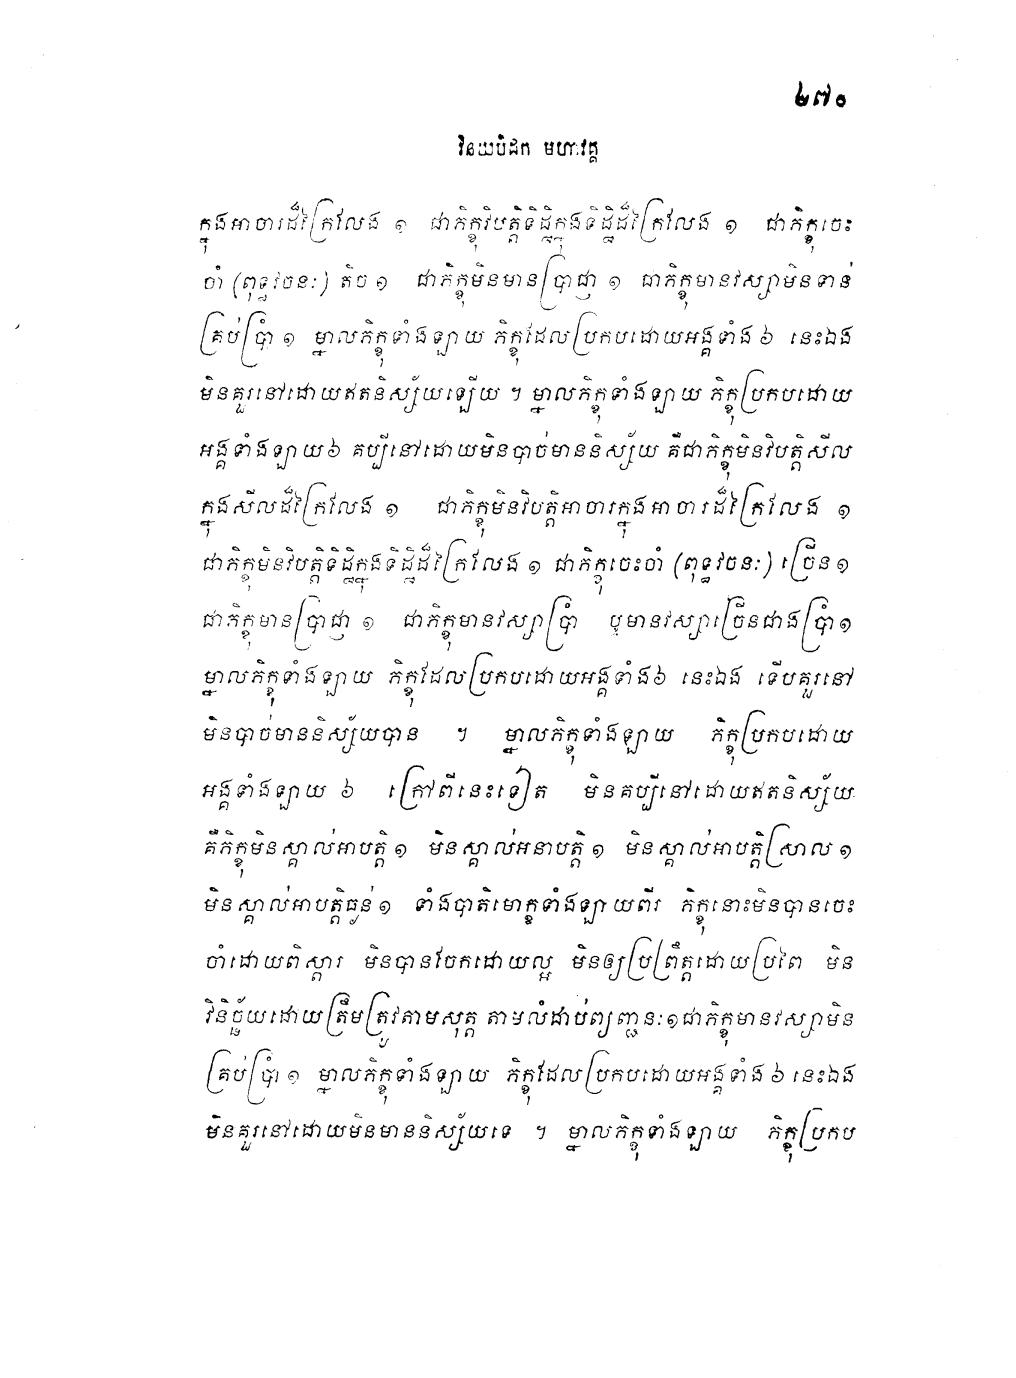 ២៧០
វិនយបិដក មហាវគ្គ
ក្នុងអាចារដ៏ក្រៃលែង ១ ជាភិក្ខុវិបត្តិទិដ្ឋិក្នុងទិដ្ឋិដ៏ក្រៃលែង ១ ជាភិក្ខុចេះ
ចាំ (ពុទ្ធវចនៈ) តិច ១ ជាភិក្ខុមិនមានប្រាជ្ញា ១ ជាភិក្ខុមានវស្សាមិនទាន់
គ្រប់ប្រាំ ១ ម្នាលភិក្ខុទាំងឡាយ ភិក្ខុដែលប្រកបដោយអង្គទាំង ៦ នេះឯង
មិនគួរនៅដោយឥតនិស្ស័យឡើយ ។ ម្នាលភិក្ខុទាំងឡាយ ភិក្ខុប្រកបដោយ
អង្គទាំងឡាយ៦ គប្បីនៅដោយមិនបាច់មាននិស្ស័យ គឺជាភិក្ខុមិនវិបត្តិសីល
ក្នុងសីលដ៏ក្រៃលែង ១ ជាភិក្ខុមិនវិបត្តិអាចារក្នុងអាចារដ៏ក្រៃលែង ១
ជាភិក្ខុមិនវិបត្តិទិដ្ឋិក្នុងទិដ្ឋិដ៏ក្រៃលែង ១ ជាភិក្ខុចេះចាំ (ពុទ្ធវចនៈ) ច្រើន១
ជាភិក្ខុមានប្រាជ្ញា ១ ជាភិក្ខុមានវស្សាប្រាំ ឬមានវស្សាច្រើនជាងប្រាំ១
ម្នាលភិក្ខុទាំងឡាយ ភិក្ខុដែលប្រកបដោយអង្គទាំង៦ នេះឯង ទើបគួរនៅ
មិនបាច់មាននិស្ស័យបាន ។ ម្នាលភិក្ខុទាំងឡាយ ភិក្ខុប្រកបដោយ
អង្គទាំងឡាយ ៦ ក្រៅពីនេះទៀត មិនគប្បីនៅដោយឥតនិស្ស័យ
គឺភិក្ខុមិនស្គាល់អាបត្តិ ១ មិនស្គាល់អនាបត្តិ ១ មិនស្គាល់អាបត្តិស្រាល ១
មិនស្គាល់អាបត្តិធ្ងន់ ១ ទាំងបាតិមោក្ខទាំងឡាយពីរ ភិក្ខុនោះមិនបានចេះ
ចាំដោយពិស្តារ មិនបានចែកដោយល្អ មិនឲ្យប្រព្រឹត្តដោយប្រពៃ មិន
វិនិច្ឆ័យដោយត្រឹមត្រូវតាមសុត្ត តាមលំដាប់ព្យញ្ជនៈ១ជាភិក្ខុមានវស្សាមិន
គ្រប់ប្រាំ ១ ម្នាលភិក្ខុទាំងឡាយ ភិក្ខុដែលប្រកបដោយអង្គទាំង ៦ នេះឯង
មិនគួរនៅដោយមិនមាននិស្ស័យទេ ។ ម្នាលភិក្ខុទាំងឡាយ ភិក្ខុប្រកប